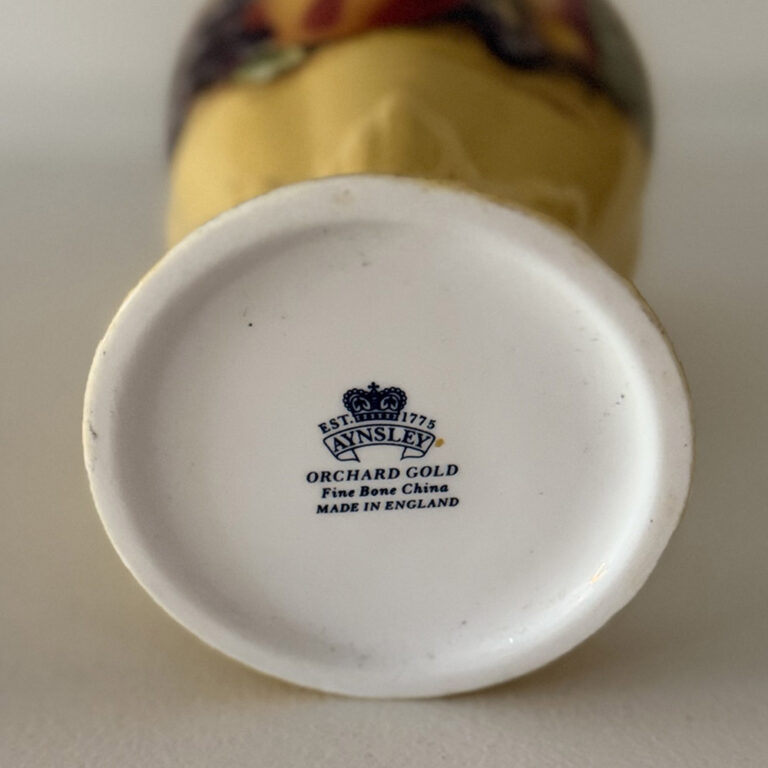 EST. 1775
AYNSLEY
ORCHARD GOLD
Fine Bone China
MADE IN ENGLAND